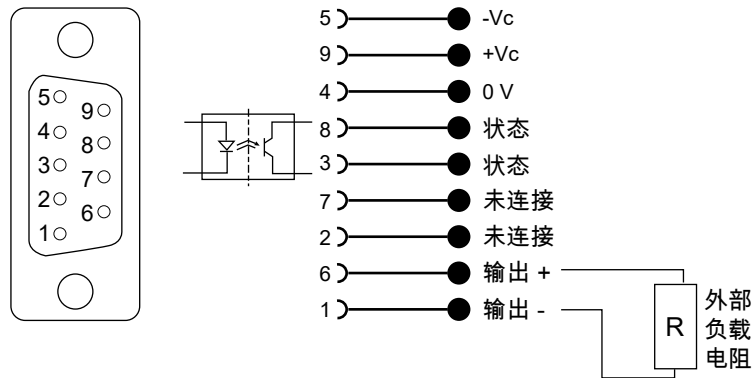 5
9
4
8
3
7
2
6
1
5 -Vc
9 +Vc
4 0 V
8 状态
3 状态
7 未连接
2 未连接
6 输出 +
1 输出 -
R
外部
负载
电阻